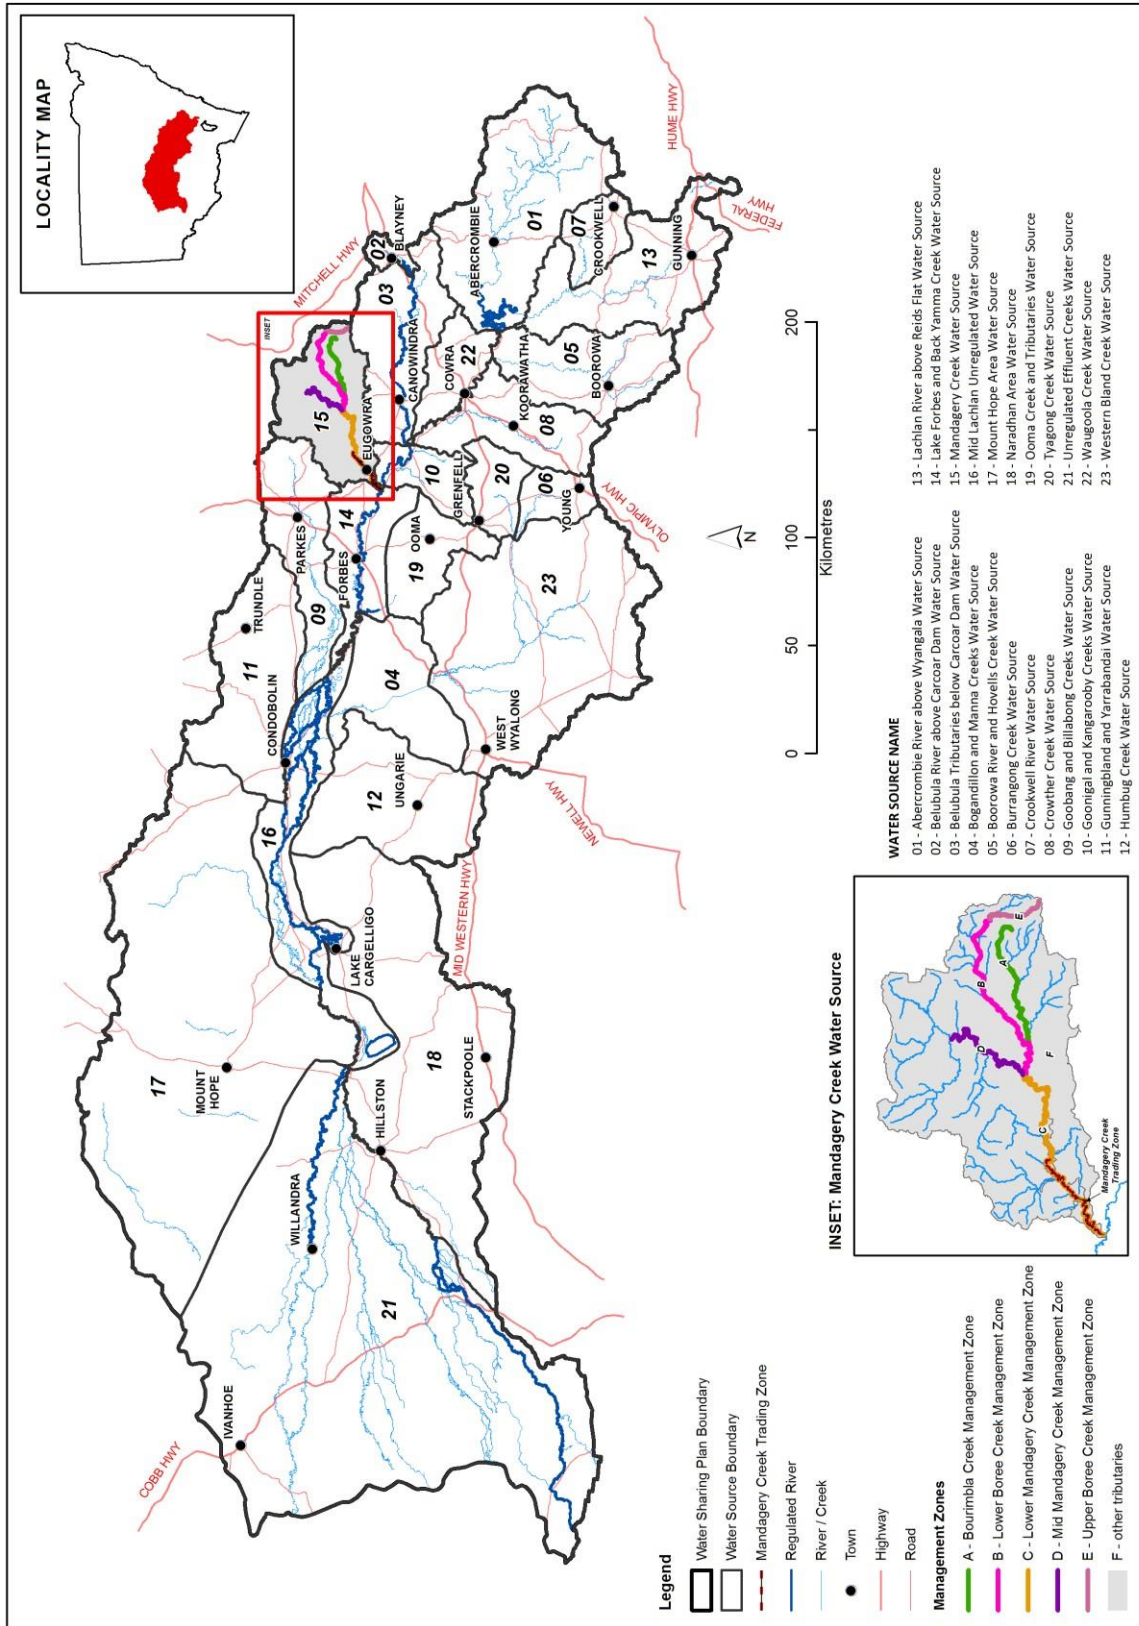 LOCALITY MAP
COBB HWY
IVANHOE
WILLANDRA
21
17
MOUNT
HOPE
HILLSTON
18
STACKPOOLE
LAKE
CARGELLIGO
MID WESTERN HWY
16
CONDOBOLIN
11
TRUNDLE
12
UNGARIE
WEST
WYALONG
NEWELL HWY
04
09
PARKES
14
FORBES
19
OOMA
23
15
EUGOWRA
INSET
10
GRENFELL
20
06
YOUNG
OLYMPIC HWY
MITCHELL HWY
03
02
BLAYNEY
CANOWINDRA
COWRA
22
KOORAWATHA
08
05
BOOROWA
ABERCROMBIE
01
07
CROOKWELL
13
GUNNING
HUME HWY
FEDERAL
HWY
N
0
50
100
200
Kilometres
Legend
Water Sharing Plan Boundary
Water Source Boundary
Mandagery Creek Trading Zone
Regulated River
River / Creek
Town
Highway
Road
Management Zones
A - Bourimbla Creek Management Zone
B - Lower Boree Creek Management Zone
C - Lower Mandagery Creek Management Zone
D - Mid Mandagery Creek Management Zone
E - Upper Boree Creek Management Zone
F - other tributaries
INSET: Mandagery Creek Water Source
A
B
C
D
E
F
Mandagery Creek
Trading Zone
WATER SOURCE NAME
01 - Abercrombie River above Wyangala Water Source
02 - Belubula River above Carcoar Dam Water Source
03 - Belubula Tributaries below Carcoar Dam Water Source
04 - Bogandillon and Manna Creeks Water Source
05 - Boorowa River and Hovells Creek Water Source
06 - Burrangong Creek Water Source
07 - Crookwell River Water Source
08 - Crowther Creek Water Source
09 - Goobang and Billabong Creeks Water Source
10 - Goonigal and Kangarooby Creeks Water Source
11 - Gunningbland and Yarrabandai Water Source
12 - Humbug Creek Water Source
13 - Lachlan River above Reids Flat Water Source
14 - Lake Forbes and Back Yamma Creek Water Source
15 - Mandagery Creek Water Source
16 - Mid Lachlan Unregulated Water Source
17 - Mount Hope Area Water Source
18 - Naradhan Area Water Source
19 - Ooma Creek and Tributaries Water Source
20 - Tyagong Creek Water Source
21 - Unregulated Effluent Creeks Water Source
22 - Waugoola Creek Water Source
23 - Western Bland Creek Water Source